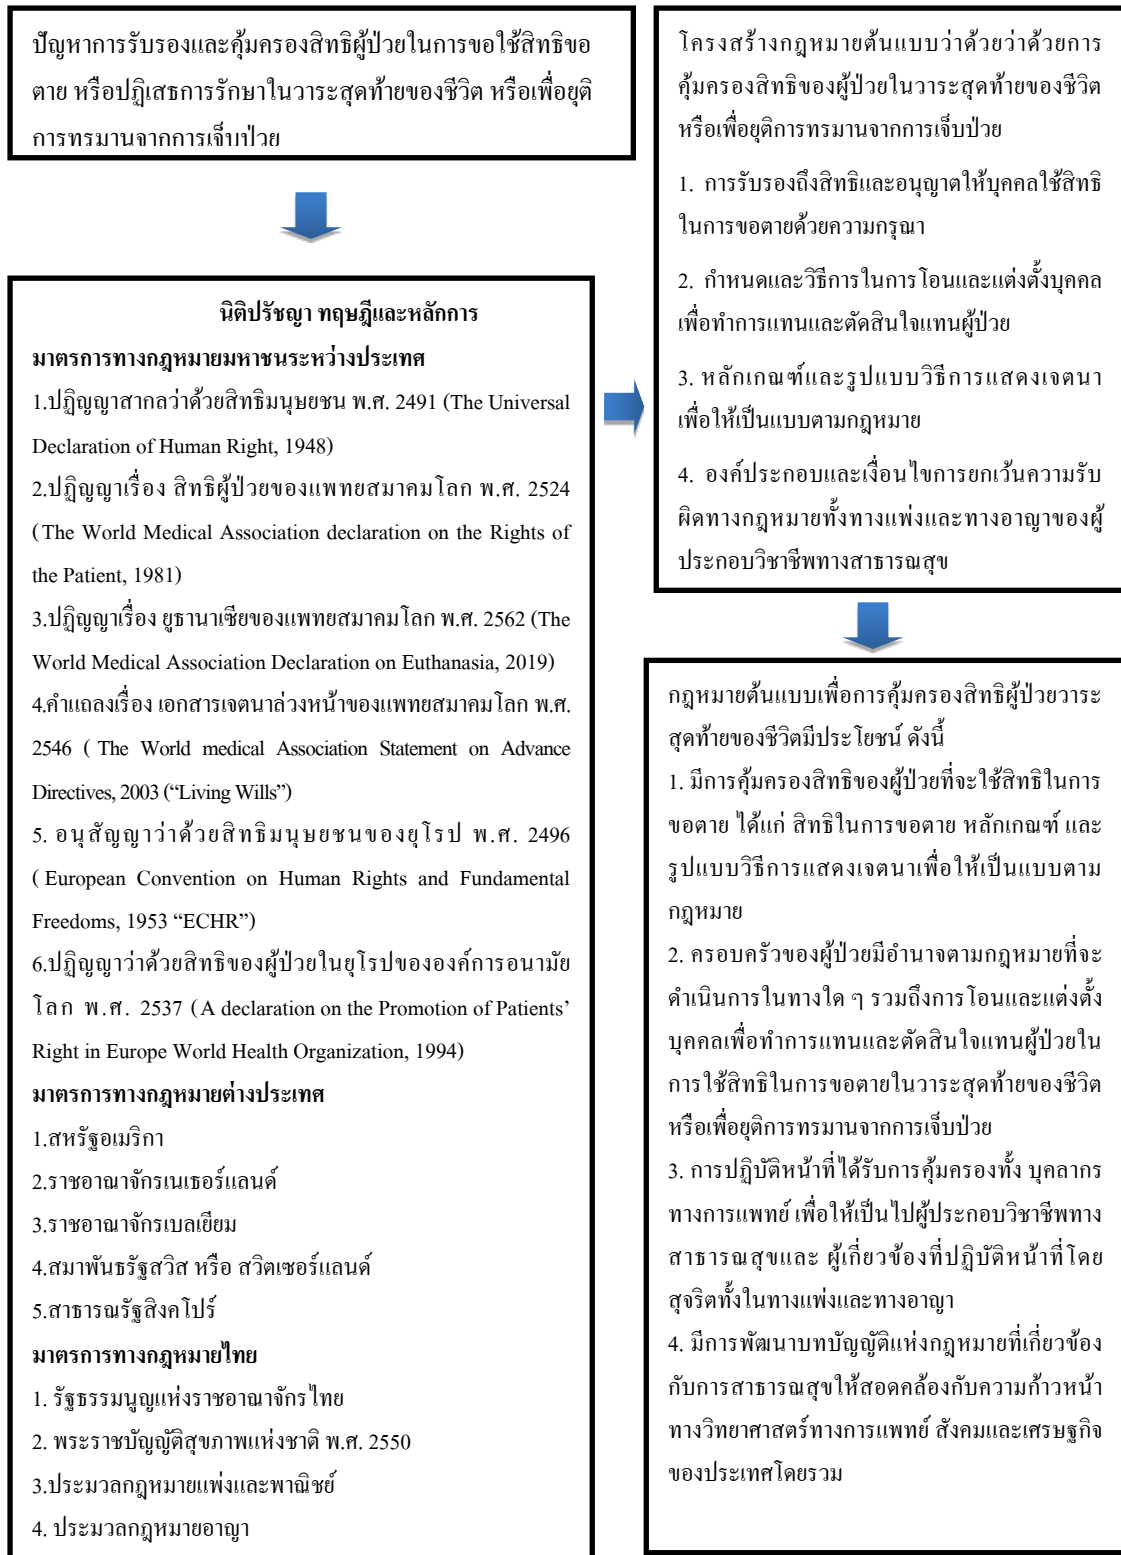 ปัญหาการรับรองและคุ้มครองสิทธิผู้ป่วยในการขอใช้สิทธิขอ
ตาย หรือปฏิเสธการรักษาในวาระสุดท้ายของชีวิต หรือเพื่อยุติ
การทรมานจากการเจ็บป่วย
นิติปรัชญา ทฤษฎีและหลักการ
มาตรการทางกฎหมายมหาชนระหว่างประเทศ
1.ปฏิญญาสากลว่าด้วยสิทธิมนุษยชน พ.ศ. 2491 (The Universal
Declaration of Human Right, 1948)
2.ปฏิญญาเรื่อง สิทธิผู้ป่วยของแพทยสมาคมโลก พ.ศ. 2524
(The World Medical Association declaration on the Rights of
the Patient, 1981)
3.ปฏิญญาเรื่อง ยูธานาเซียของแพทยสมาคมโลก พ.ศ. 2562 (The
World Medical Association Declaration on Euthanasia, 2019)
4.คำแถลงเรื่อง เอกสารเจตนาล่วงหน้าของแพทยสมาคมโลก พ.ศ.
2546 ( The World medical Association Statement on Advance
Directives, 2003 (“Living Wills”)
5. อนุสัญญาว่าด้วยสิทธิมนุษยชนของยุโรป พ.ศ. 2496
( European Convention on Human Rights and Fundamental
Freedoms, 1953 “ECHR”)
6.ปฏิญญาว่าด้วยสิทธิของผู้ป่วยในยุโรปขององค์การอนามัย
โลก พ.ศ. 2537 (A declaration on the Promotion of Patients’
Right in Europe World Health Organization, 1994)
มาตรการทางกฎหมายต่างประเทศ
1.สหรัฐอเมริกา
2.ราชอาณาจักรเนเธอร์แลนด์
3.ราชอาณาจักรเบลเยียม
4.สมาพันธรัฐสวิส หรือ สวิตเซอร์แลนด์
5.สาธารณรัฐสิงคโปร์
มาตรการทางกฎหมายไทย
1. รัฐธรรมนูญแห่งราชอาณาจักรไทย
2. พระราชบัญญัติสุขภาพแห่งชาติ พ.ศ. 2550
3.ประมวลกฎหมายแพ่งและพาณิชย์
4. ประมวลกฎหมายอาญา
โครงสร้างกฎหมายต้นแบบว่าด้วยว่าด้วยการ
คุ้มครองสิทธิของผู้ป่วยในวาระสุดท้ายของชีวิต
หรือเพื่อยุติการทรมานจากการเจ็บป่วย
1. การรับรองถึงสิทธิและอนุญาตให้บุคคลใช้สิทธิ
ในการขอตายด้วยความกรุณา
2. กำหนดและวิธีการในการโอนและแต่งตั้งบุคคล
เพื่อทำการแทนและตัดสินใจแทนผู้ป่วย
3. หลักเกณฑ์และรูปแบบวิธีการแสดงเจตนา
เพื่อให้เป็นแบบตามกฎหมาย
4. องค์ประกอบและเงื่อนไขการยกเว้นความรับ
ผิดทางกฎหมายทั้งทางแพ่งและทางอาญาของผู้
ประกอบวิชาชีพทางสาธารณสุข
กฎหมายต้นแบบเพื่อการคุ้มครองสิทธิผู้ป่วยวาระ
สุดท้ายของชีวิตมีประโยชน์ ดังนี้
1. มีการคุ้มครองสิทธิของผู้ป่วยที่จะใช้สิทธิในการ
ขอตาย ได้แก่ สิทธิในการขอตาย หลักเกณฑ์ และ
รูปแบบวิธีการแสดงเจตนาเพื่อให้เป็นแบบตาม
กฎหมาย
2. ครอบครัวของผู้ป่วยมีอำนาจตามกฎหมายที่จะ
ดำเนินการในทางใด ๆ รวมถึงการโอนและแต่งตั้ง
บุคคลเพื่อทำการแทนและตัดสินใจแทนผู้ป่วยใน
การใช้สิทธิในการขอตายในวาระสุดท้ายของชีวิต
หรือเพื่อยุติการทรมานจากการเจ็บป่วย
3. การปฏิบัติหน้าที่ได้รับการคุ้มครองทั้ง บุคลากร
ทางการแพทย์ เพื่อให้เป็นไปผู้ประกอบวิชาชีพทาง
สาธารณสุขและ ผู้เกี่ยวข้องที่ปฏิบัติหน้าที่โดย
สุจริตทั้งในทางแพ่งและทางอาญา
4. มีการพัฒนาบทบัญญัติแห่งกฎหมายที่เกี่ยวข้อง
กับการสาธารณสุขให้สอดคล้องกับความก้าวหน้า
ทางวิทยาศาสตร์ทางการแพทย์ สังคมและเศรษฐกิจ
ของประเทศโดยรวม